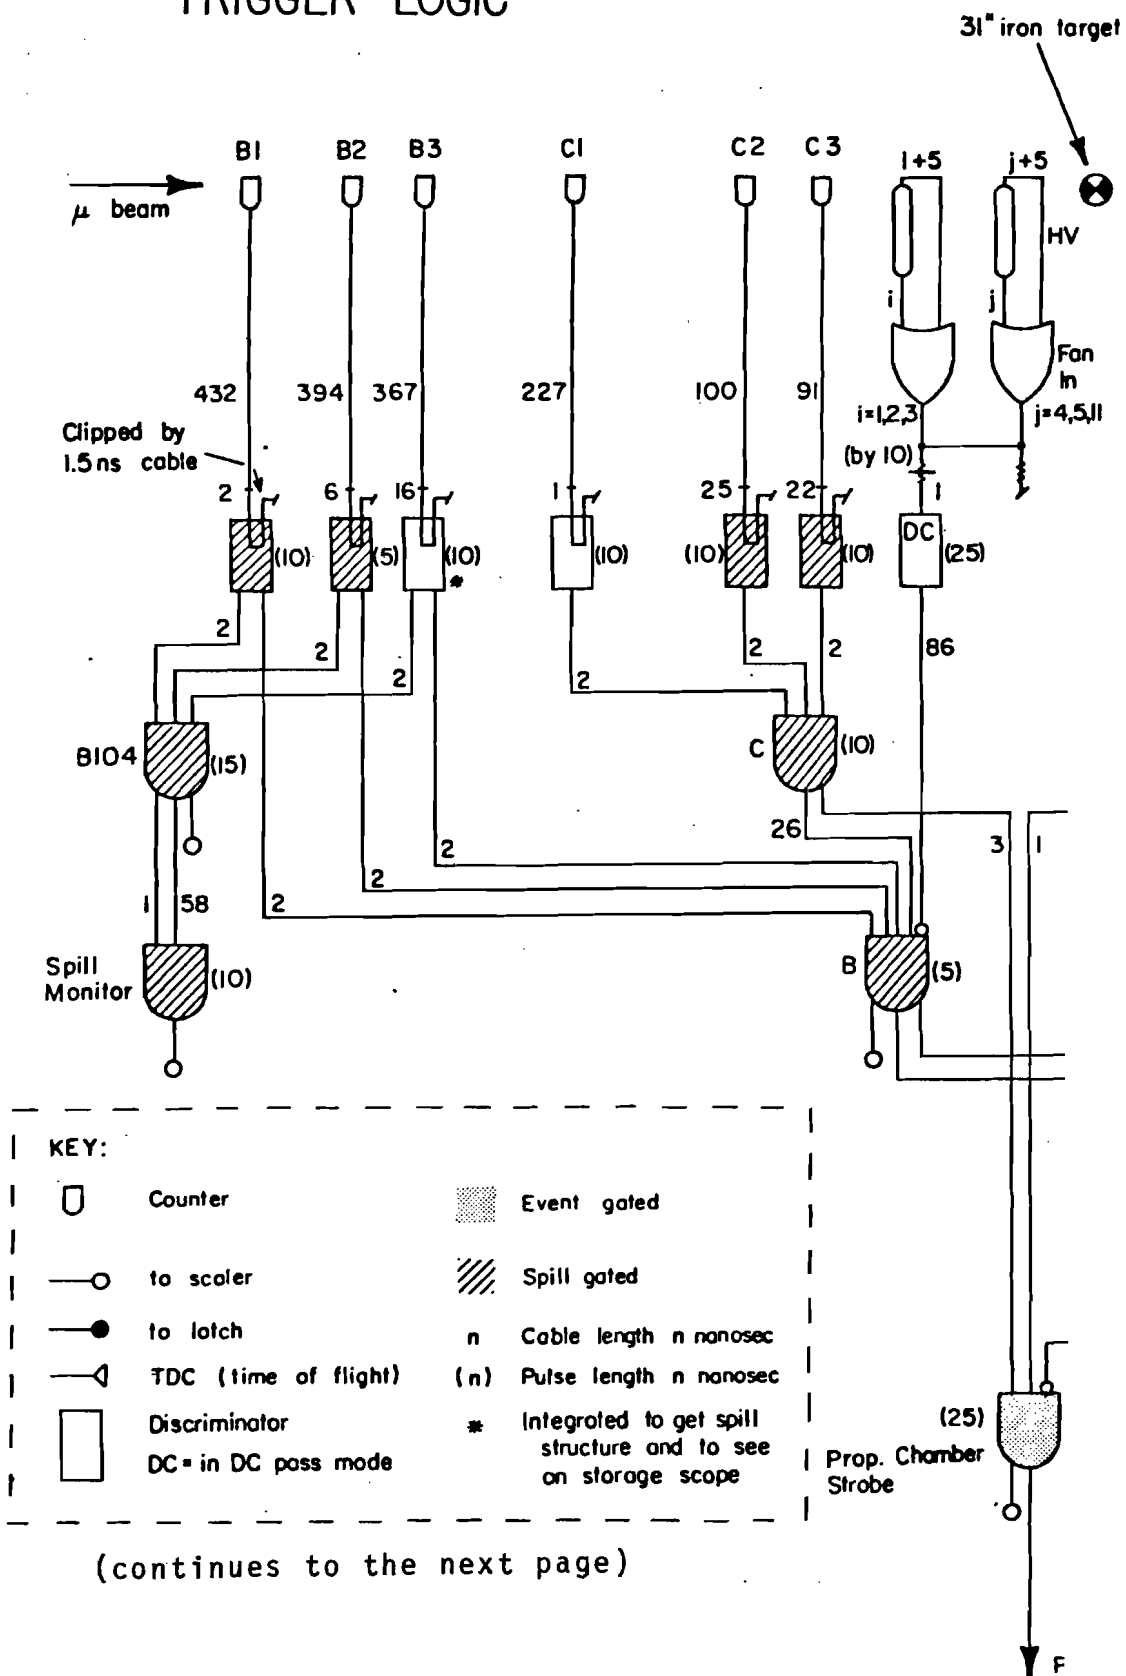 TRIGGER LOGIC
31" iron target
B1 B2 B3 C1 C2 C3
i+5 j+5
μ beam
HV
i j
Fan
In
432 394 367 227 100 91
i=1,2,3 j=4,5,11
Clipped by
1.5ns cable
(by 10)
2 6 16 1 25 22 1
DC
(10) (5) (10) (10) (10) (10) (25)
*
2 2 2 2 2 2 86
B104 (15)
C (10)
26
3 1
2
2
2
1 58
Spill
Monitor
(10)
B (5)
KEY:
Counter
Event gated
to scaler
Spill gated
to latch
n Cable length n nanosec
TDC (time of flight)
(n) Pulse length n nanosec
Discriminator
DC = in DC pass mode
* Integrated to get spill
structure and to see
on storage scope
(25)
Prop. Chamber
Strobe
(continues to the next page)